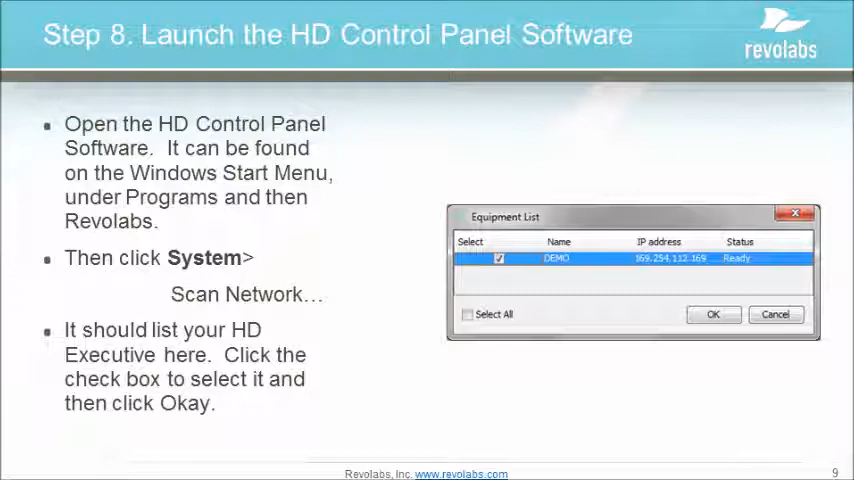 Step 8. Launch the HD Control Panel Software
revolabs
Open the HD Control Panel
Software. It can be found
on the Windows Start Menu,
under Programs and then
Revolabs.
Then click System>
Scan Network…
It should list your HD
Executive here. Click the
check box to select it and
then click Okay.
Equipment List
Select Name IP address Status
DEMO 169.254.112.169 Ready
Select All OK Cancel
Revolabs, Inc. www.revolabs.com
9